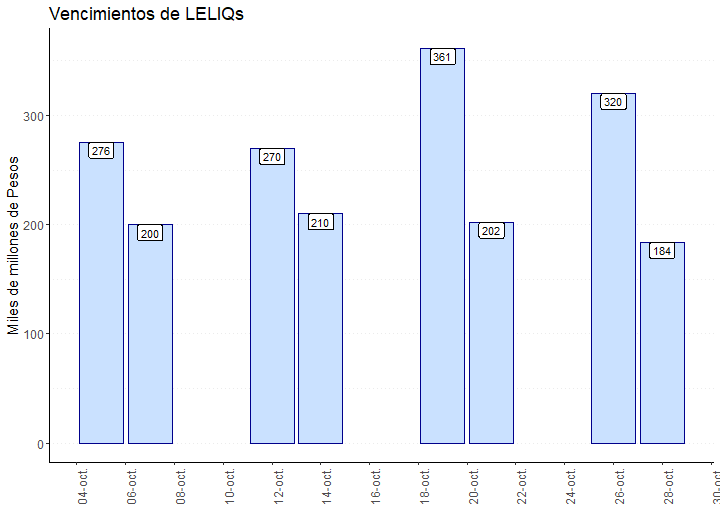 Vencimientos de LELIQs
Miles de millones de Pesos
300
200
100
0
276
200
270
210
361
202
320
184
04-oct.
06-oct.
08-oct.
10-oct.
12-oct.
14-oct.
16-oct.
18-oct.
20-oct.
22-oct.
24-oct.
26-oct.
28-oct.
30-oct.